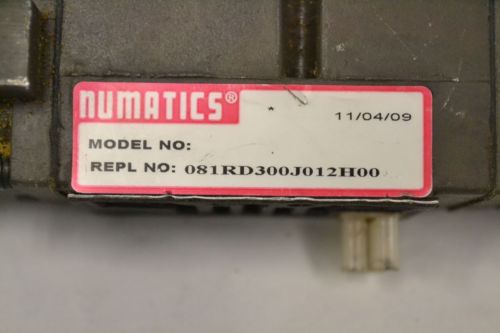 NUMATICS®
* 11/04/09
MODEL NO:
REPL NO: 081RD300J012H00